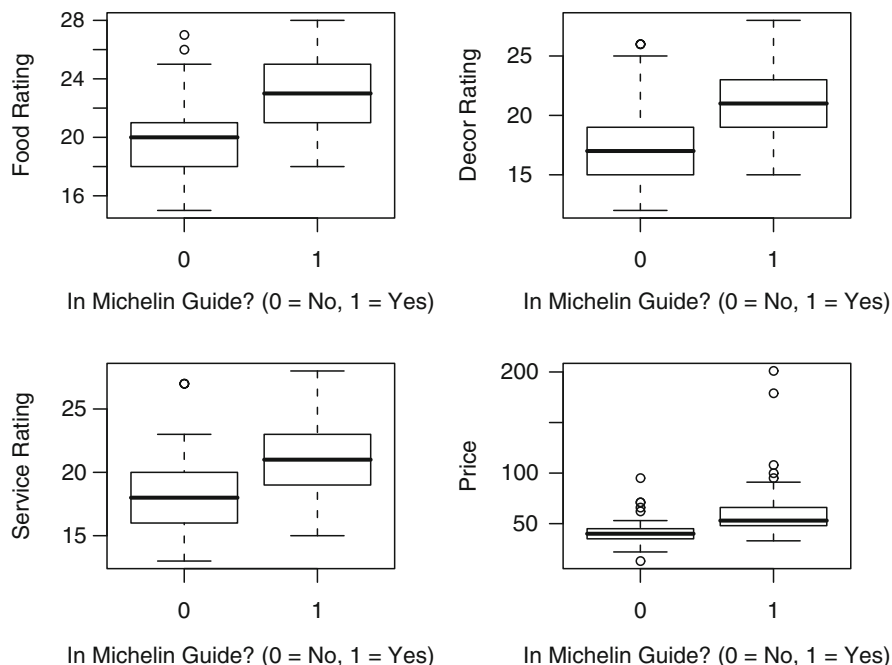 28
24
20
16
Food Rating
0 1
In Michelin Guide? (0 = No, 1 = Yes)
25
20
15
Decor Rating
0 1
In Michelin Guide? (0 = No, 1 = Yes)
25
20
15
Service Rating
0 1
In Michelin Guide? (0 = No, 1 = Yes)
200
100
50
Price
0 1
In Michelin Guide? (0 = No, 1 = Yes)